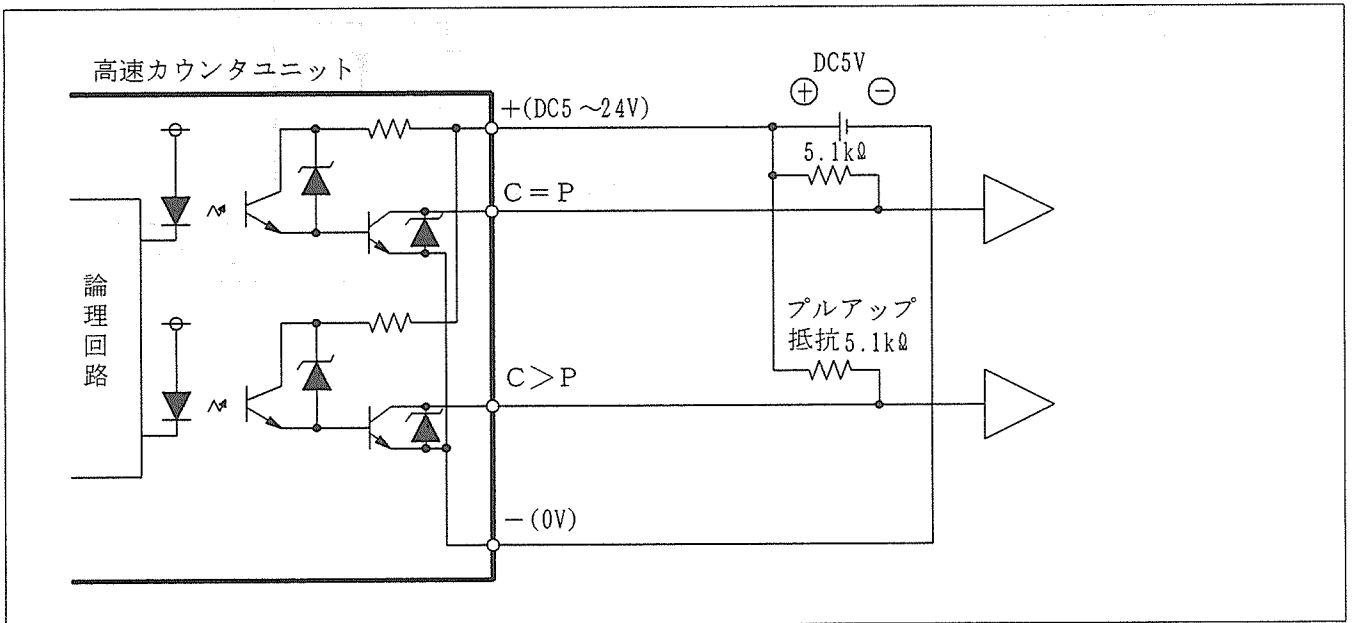 高速カウンタユニット
DC5V
⊕ ⊖
+(DC5~24V)
5.1kΩ
C=P
論理回路
プルアップ
抵抗5.1kΩ
C>P
-(0V)